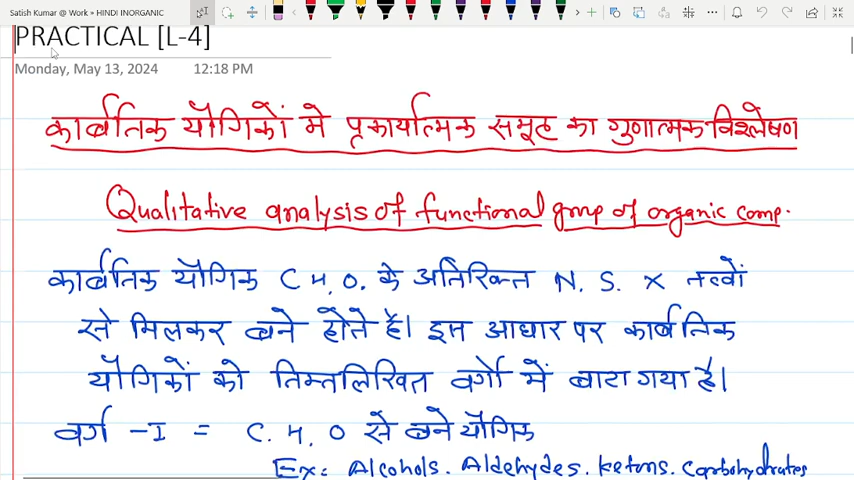 Satish Kumar @ Work » HINDI INORGANIC
PRACTICAL [L-4]
Monday, May 13, 2024 12:18 PM
कार्बनिक यौगिकों मे प्रकार्यात्मक समूह का गुणात्मक विश्लेषण
Qualitative analysis of functional group of organic comp.
कार्बनिक यौगिक C H, O. के अतिरिक्त N. S. X तत्वों
से मिलकर बने होते है। इस आधार पर कार्बनिक
यौगिकों को निम्नलिखित वर्गो में बाटा गया है।
वर्ग -I = C. H, O से बने यौगिक
Ex= Alcohols. Aldehydes. ketons. Carbohydrates